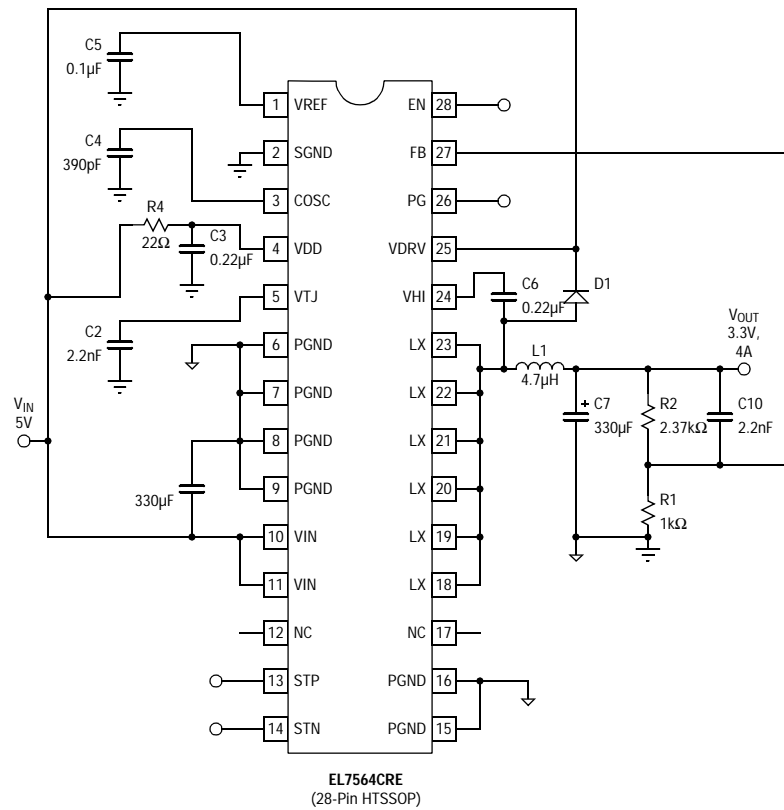 C5
0.1µF
C4
390pF
R4
22Ω
C3
0.22µF
C2
2.2nF
V_IN
5V
330µF
1 VREF
2 SGND
3 COSC
4 VDD
5 VTJ
6 PGND
7 PGND
8 PGND
9 PGND
10 VIN
11 VIN
12 NC
13 STP
14 STN
EN 28
FB 27
PG 26
VDRV 25
VHI 24
LX 23
LX 22
LX 21
LX 20
LX 19
LX 18
NC 17
PGND 16
PGND 15
C6
0.22µF
D1
L1
4.7µH
V_OUT
3.3V,
4A
+ C7
330µF
R2
2.37kΩ
C10
2.2nF
R1
1kΩ
EL7564CRE
(28-Pin HTSSOP)